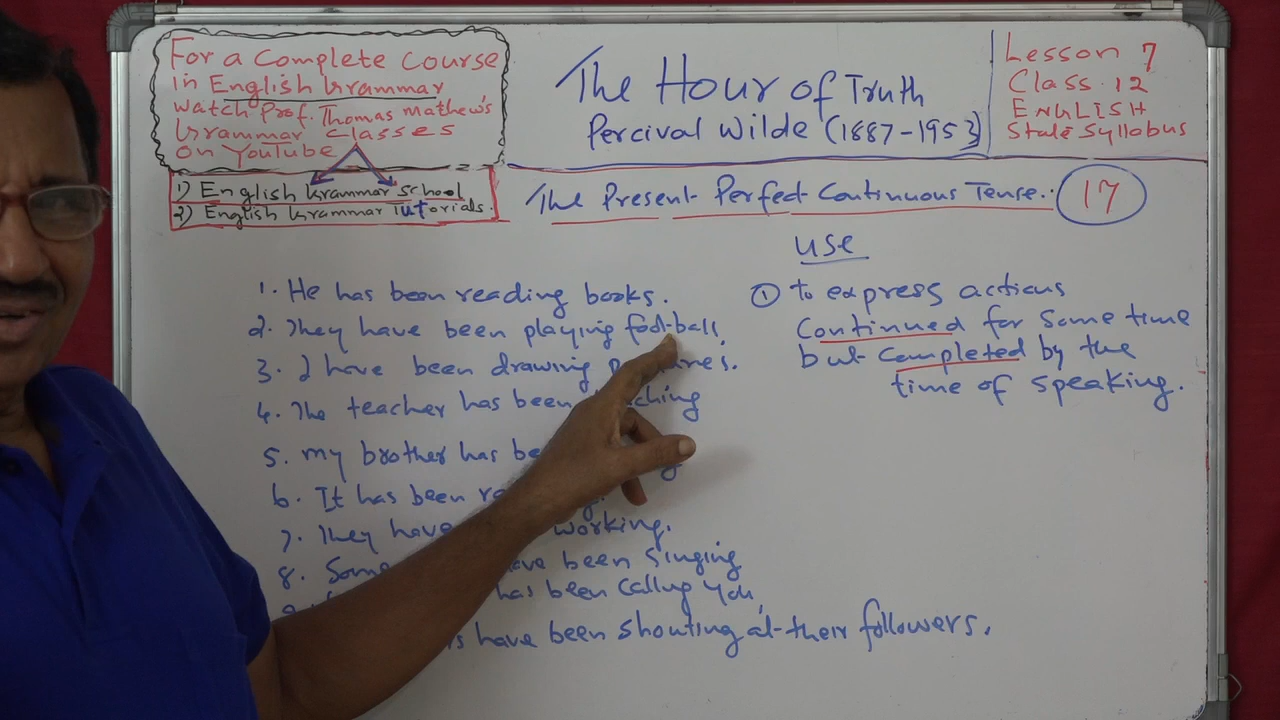 For a Complete Course
in English Grammar
Watch Prof. Thomas Mathew's
Grammar Classes
On YouTube
1) English Grammar School
2) English Grammar Tutorials.
The Hour of Truth
Percival Wilde (1887-1953)
Lesson 7
Class. 12
ENGLISH
State Syllabus
The Present Perfect Continuous Tense. 17
1. He has been reading books.
2. They have been playing football.
3. I have been drawing
4. The teacher has been
5. My brother has
6. It has been
7. They have working.
8. have been singing
has been calling you.
have been shouting at their followers.
use
① To express actions
continued for some time
but completed by the
time of speaking.